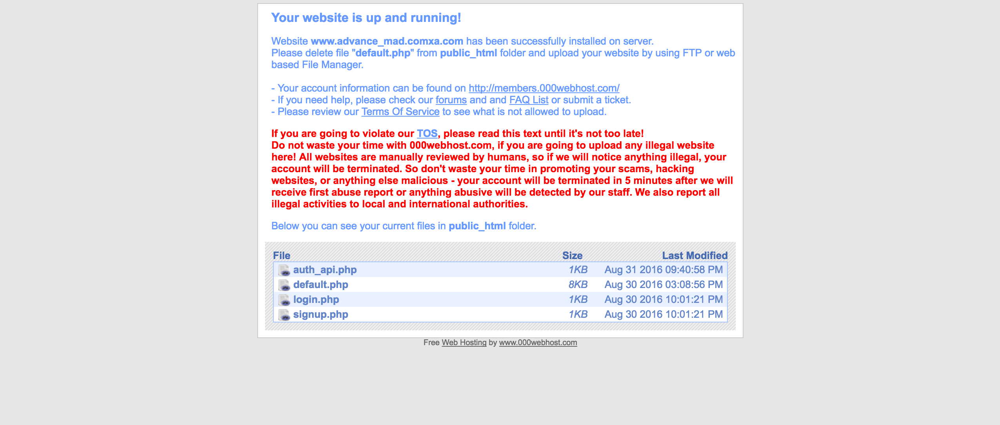 Your website is up and running!
Website www.advance_mad.comxa.com has been successfully installed on server.
Please delete file "default.php" from public_html folder and upload your website by using FTP or web
based File Manager.
- Your account information can be found on http://members.000webhost.com/
- If you need help, please check our forums and and FAQ List or submit a ticket.
- Please review our Terms Of Service to see what is not allowed to upload.
If you are going to violate our TOS, please read this text until it's not too late!
Do not waste your time with 000webhost.com, if you are going to upload any illegal website
here! All websites are manually reviewed by humans, so if we will notice anything illegal, your
account will be terminated. So don't waste your time in promoting your scams, hacking
websites, or anything else malicious - your account will be terminated in 5 minutes after we will
receive first abuse report or anything abusive will be detected by our staff. We also report all
illegal activities to local and international authorities.
Below you can see your current files in public_html folder.
File Size Last Modified
auth_api.php 1KB Aug 31 2016 09:40:58 PM
default.php 8KB Aug 30 2016 03:08:56 PM
login.php 1KB Aug 30 2016 10:01:21 PM
signup.php 1KB Aug 30 2016 10:01:21 PM
Free Web Hosting by www.000webhost.com